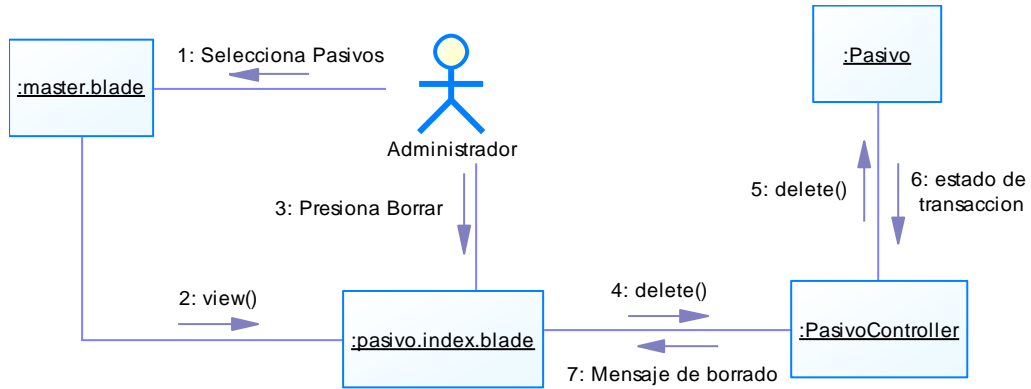 1: Selecciona Pasivos
:master.blade
:Pasivo
Administrador
3: Presiona Borrar
5: delete()
6: estado de
transaccion
2: view()
4: delete()
:pasivo.index.blade
:PasivoController
7: Mensaje de borrado